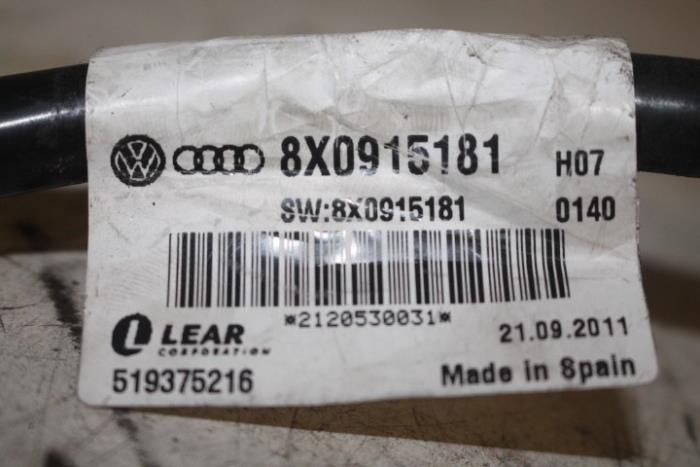 8X0915181 H07
SW:8X0915181 0140
*2120530031*
LEAR
CORPORATION
21.09.2011
519375216
Made in Spain